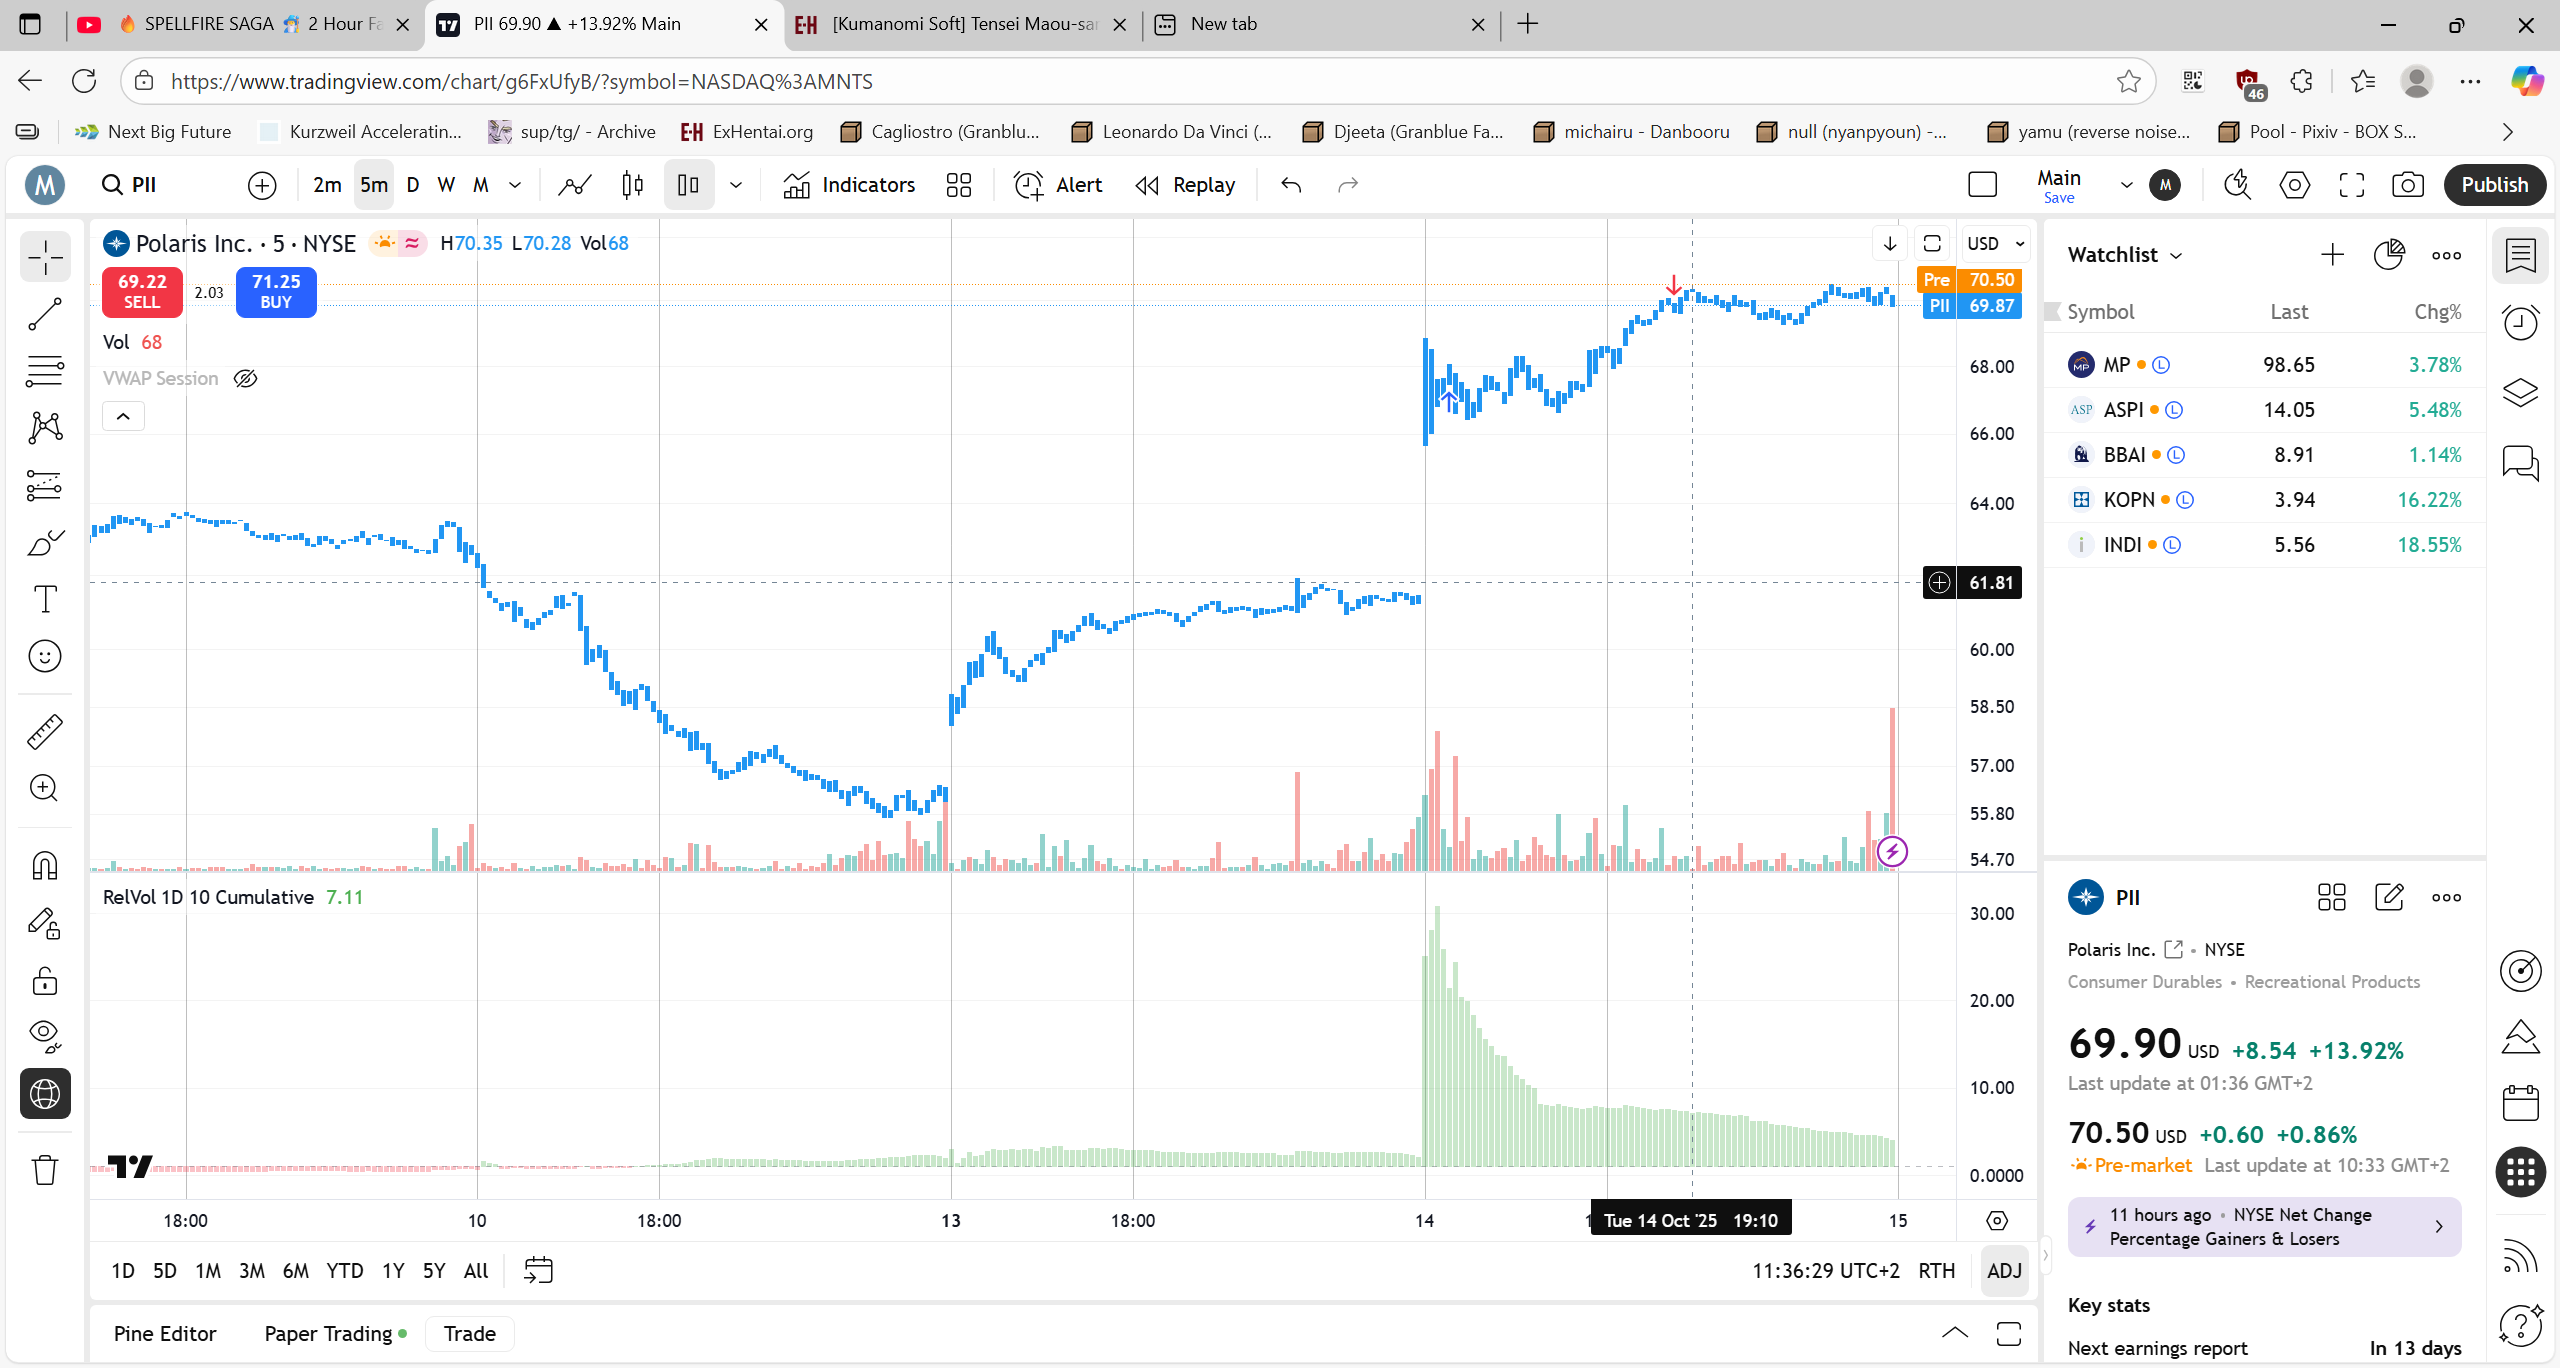 🔥 SPELLFIRE SAGA 🧙 2 Hour Fa
PII 69.90 ▲ +13.92% Main
[Kumanomi Soft] Tensei Maou-sa
New tab
https://www.tradingview.com/chart/g6FxUfyB/?symbol=NASDAQ%3AMNTS
46
Next Big Future
Kurzweil Acceleratin...
sup/tg/ - Archive
E-H ExHentai.org
Cagliostro (Granblu...
Leonardo Da Vinci (...
Djeeta (Granblue Fa...
michairu - Danbooru
null (nyanpyoun) -...
yamu (reverse noise...
Pool - Pixiv - BOX S...
M PII 2m 5m D W M Indicators Alert Replay Main Save M Publish
Polaris Inc. · 5 · NYSE H70.35 L70.28 Vol68
USD
69.22 SELL 2.03 71.25 BUY
Pre 70.50
PII 69.87
Vol 68
VWAP Session
68.00
66.00
64.00
61.81
60.00
58.50
57.00
55.80
54.70
RelVol 1D 10 Cumulative 7.11
30.00
20.00
10.00
0.0000
18:00 10 18:00 13 18:00 14 Tue 14 Oct '25 19:10 15
1D 5D 1M 3M 6M YTD 1Y 5Y All
11:36:29 UTC+2 RTH ADJ
Pine Editor Paper Trading Trade
Watchlist
Symbol Last Chg%
MP L 98.65 3.78%
ASP ASPI L 14.05 5.48%
BBAI L 8.91 1.14%
KOPN L 3.94 16.22%
INDI L 5.56 18.55%
PII
Polaris Inc. • NYSE
Consumer Durables • Recreational Products
69.90 USD +8.54 +13.92%
Last update at 01:36 GMT+2
70.50 USD +0.60 +0.86%
Pre-market Last update at 10:33 GMT+2
11 hours ago • NYSE Net Change
Percentage Gainers & Losers
Key stats
Next earnings report In 13 days